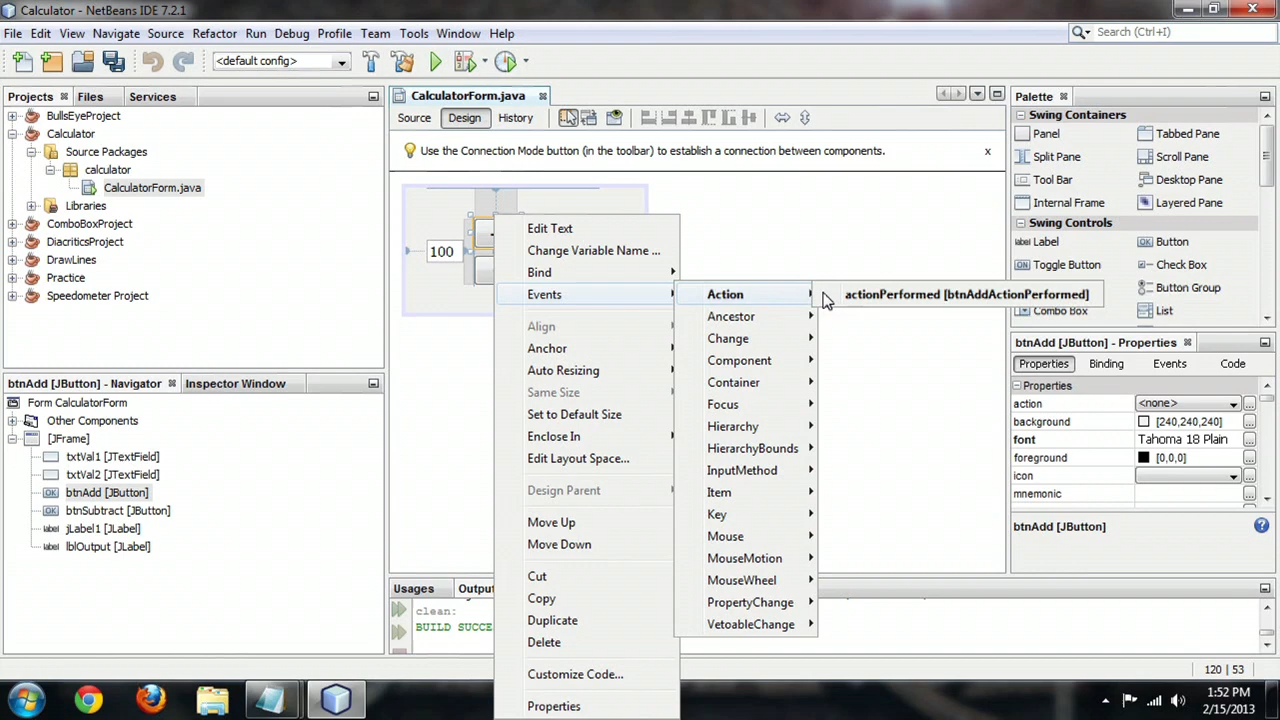 Calculator - NetBeans IDE 7.2.1
File Edit View Navigate Source Refactor Run Debug Profile Team Tools Window Help
Search (Ctrl+I)
<default config>
Projects Files Services
BullsEyeProject
Calculator
Source Packages
calculator
CalculatorForm.java
Libraries
ComboBoxProject
DiacriticsProject
DrawLines
Practice
Speedometer Project
btnAdd [JButton] - Navigator Inspector Window
Form CalculatorForm
Other Components
[JFrame]
txtVal1 [JTextField]
txtVal2 [JTextField]
btnAdd [JButton]
btnSubtract [JButton]
jLabel1 [JLabel]
lblOutput [JLabel]
CalculatorForm.java
Source Design History
Use the Connection Mode button (in the toolbar) to establish a connection between components. x
100
Edit Text
Change Variable Name ...
Bind
Events
Align
Anchor
Auto Resizing
Same Size
Set to Default Size
Enclose In
Edit Layout Space...
Design Parent
Move Up
Move Down
Cut
Copy
Duplicate
Delete
Customize Code...
Properties
Action
Ancestor
Change
Component
Container
Focus
Hierarchy
HierarchyBounds
InputMethod
Item
Key
Mouse
MouseMotion
MouseWheel
PropertyChange
VetoableChange
actionPerformed [btnAddActionPerformed]
Usages Output
clean:
BUILD SUCCE
Palette
Swing Containers
Panel Tabbed Pane
Split Pane Scroll Pane
Tool Bar Desktop Pane
Internal Frame Layered Pane
Swing Controls
Label Button
Toggle Button Check Box
Button Group
Combo Box List
btnAdd [JButton] - Properties
Properties Binding Events Code
Properties
action <none>
background [240,240,240]
font Tahoma 18 Plain
foreground [0,0,0]
icon
mnemonic
btnAdd [JButton]
120 | 53
1:52 PM
2/15/2013